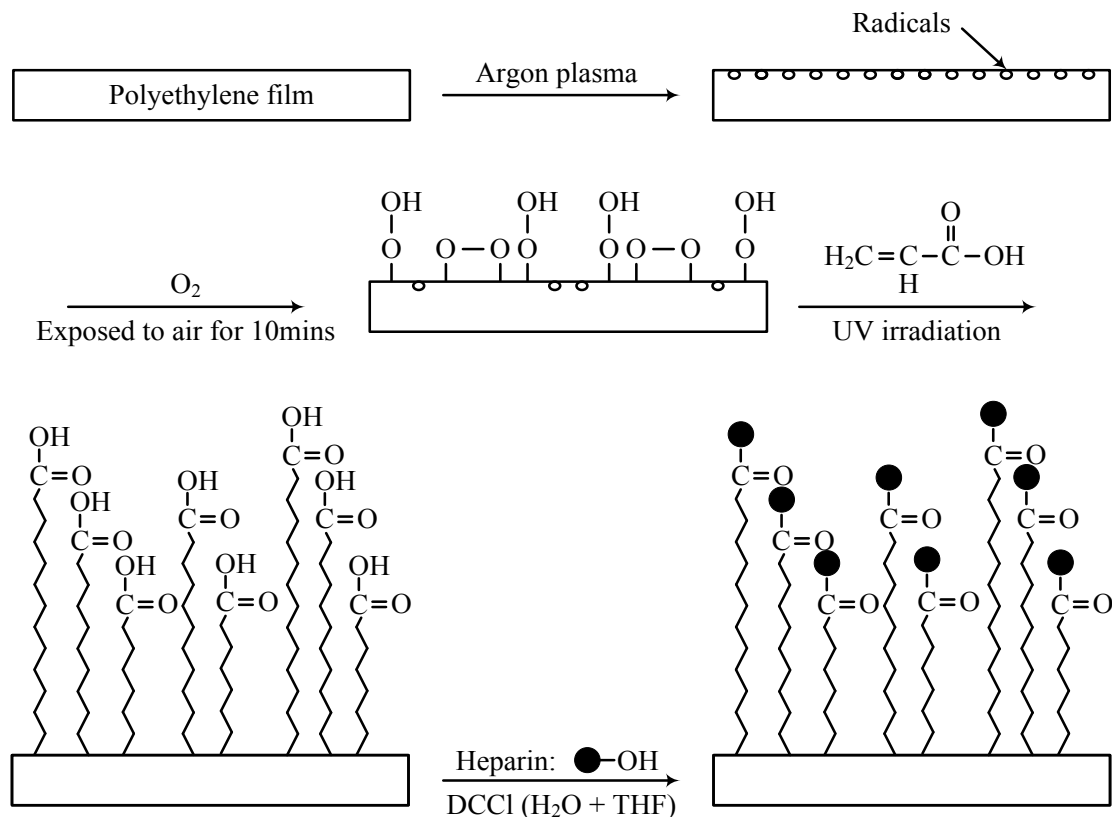 Radicals
Polyethylene film
Argon plasma
OH OH OH OH
O O–O O O O–O O
O
H₂C=C–C–OH
H
O₂
Exposed to air for 10mins
UV irradiation
OH
C=O
OH
C=O
OH
C=O
OH
C=O
OH
C=O
OH
C=O
OH
C=O
OH
C=O
C=O
C=O
C=O
C=O
C=O
C=O
C=O
C=O
Heparin: –OH
DCCl (H₂O + THF)